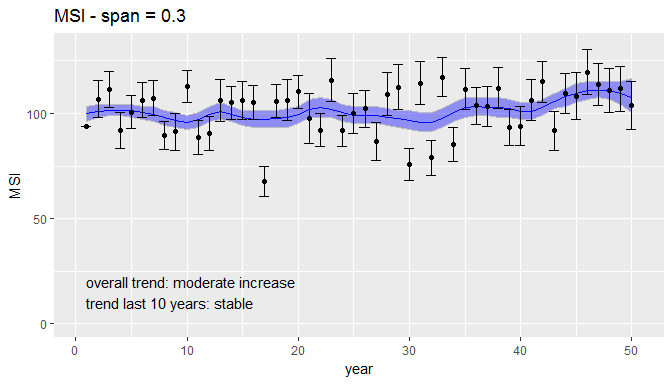 MSI - span = 0.3
MSI
100
50
0
overall trend: moderate increase
trend last 10 years: stable
0 10 20 30 40 50
year